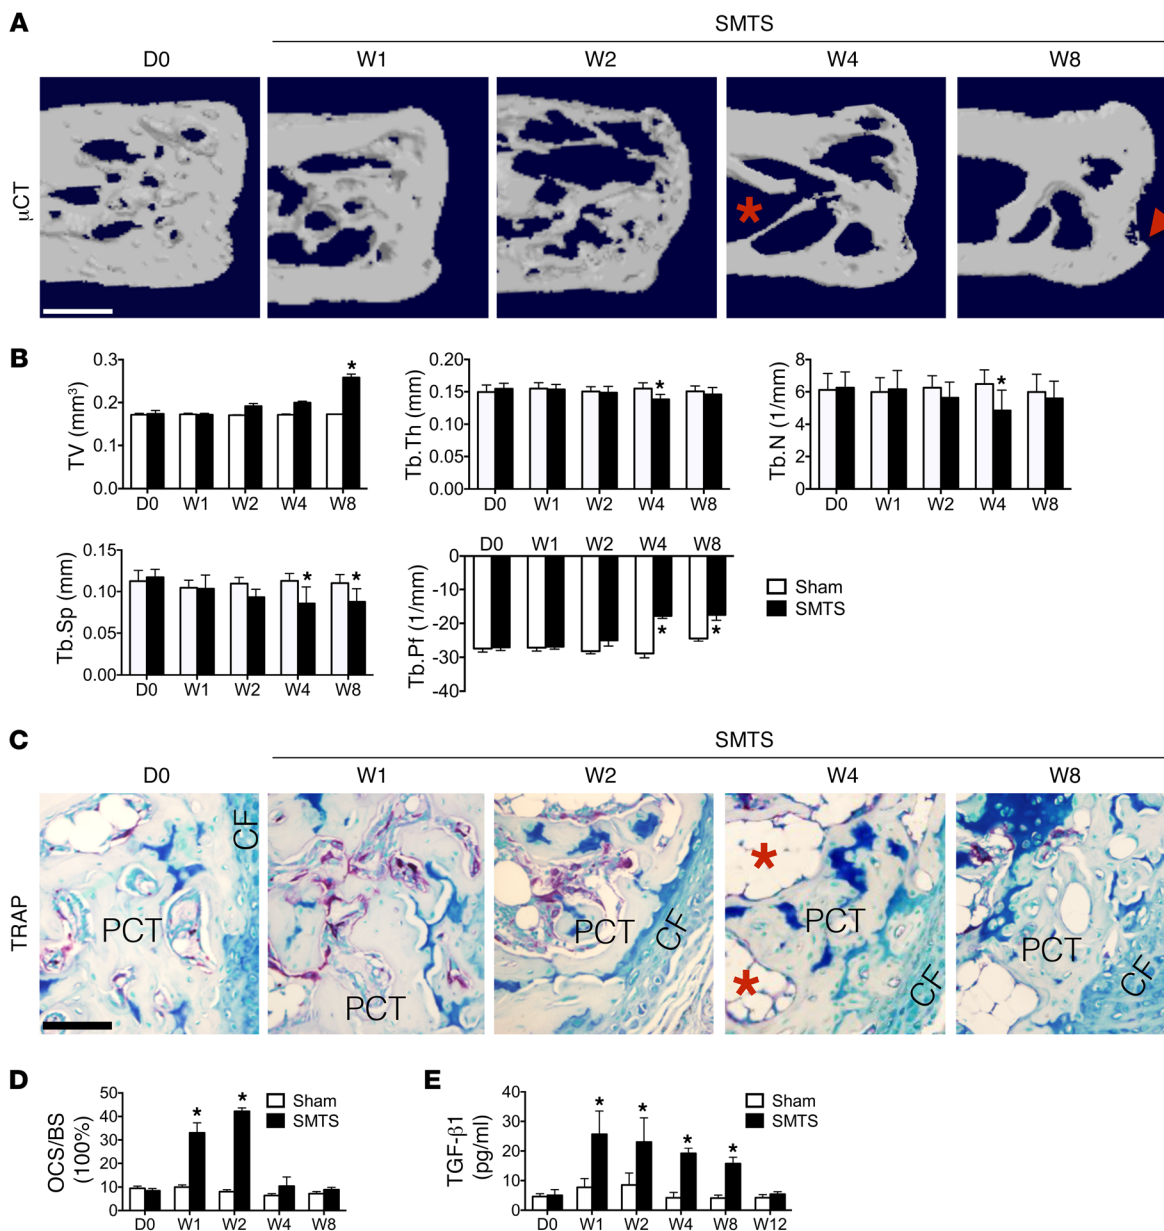 A
SMTS
D0 W1 W2 W4 W8
μCT
*
B
TV (mm³)
0.3
0.2
0.1
0.0
*
D0 W1 W2 W4 W8
Tb.Th (mm)
0.20
0.15
0.10
0.05
0.00
*
D0 W1 W2 W4 W8
Tb.N (1/mm)
8
6
4
2
0
*
D0 W1 W2 W4 W8
Tb.Sp (mm)
0.15
0.10
0.05
0.00
* *
D0 W1 W2 W4 W8
Tb.Pf (1/mm)
D0 W1 W2 W4 W8
0
-10
-20
-30
-40
* *
Sham
SMTS
C
SMTS
D0 W1 W2 W4 W8
TRAP
CF
PCT
PCT
PCT CF
*
*
PCT
CF
PCT
CF
D
OCS/BS
(100%)
50
40
30
20
10
0
* *
Sham
SMTS
D0 W1 W2 W4 W8
E
TGF-β1
(pg/ml)
40
30
20
10
0
* * * *
Sham
SMTS
D0 W1 W2 W4 W8 W12